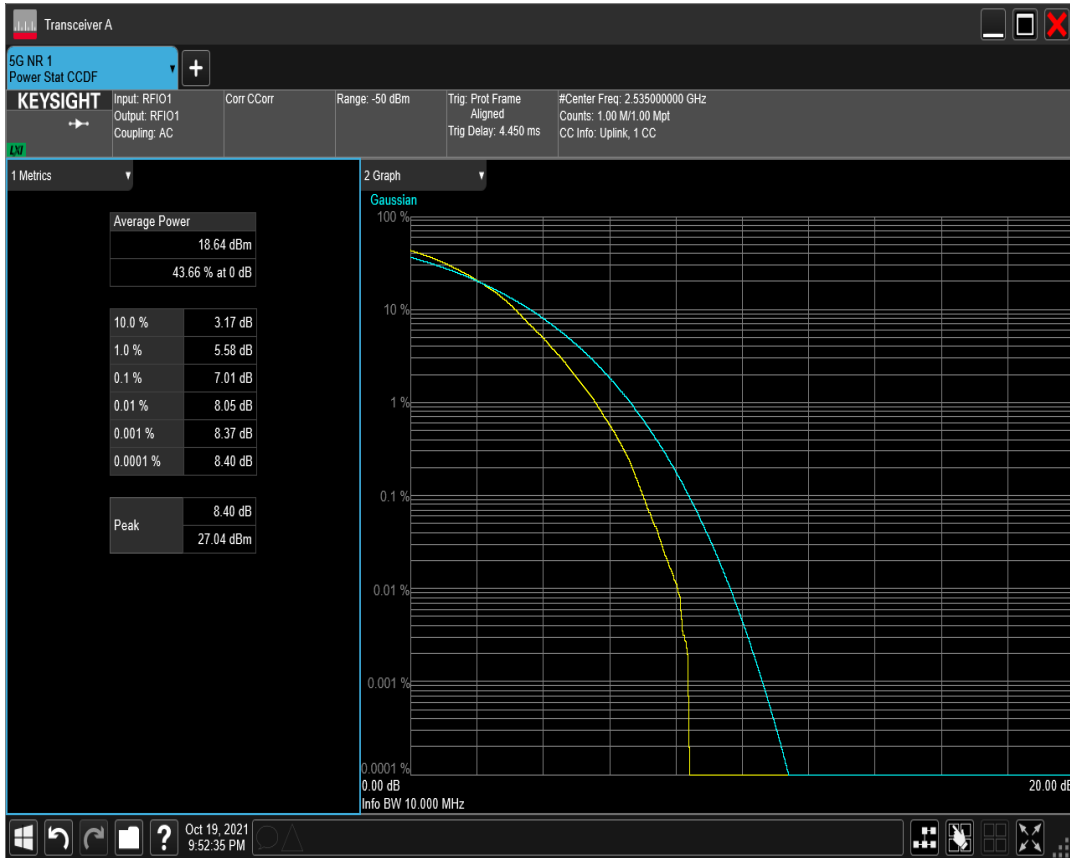 Transceiver A
5G NR 1
Power Stat CCDF
KEYSIGHT
LXI
Input: RFIO1
Output: RFIO1
Coupling: AC
Corr CCorr
Range: -50 dBm
Trig: Prot Frame
Aligned
Trig Delay: 4.450 ms
#Center Freq: 2.535000000 GHz
Counts: 1.00 M/1.00 Mpt
CC Info: Uplink, 1 CC
1 Metrics
Average Power
18.64 dBm
43.66 % at 0 dB
10.0 % 3.17 dB
1.0 % 5.58 dB
0.1 % 7.01 dB
0.01 % 8.05 dB
0.001 % 8.37 dB
0.0001 % 8.40 dB
Peak
8.40 dB
27.04 dBm
2 Graph
Gaussian
100 %
10 %
1 %
0.1 %
0.01 %
0.001 %
0.0001 %
0.00 dB 20.00 dB
Info BW 10.000 MHz
?
Oct 19, 2021
9:52:35 PM